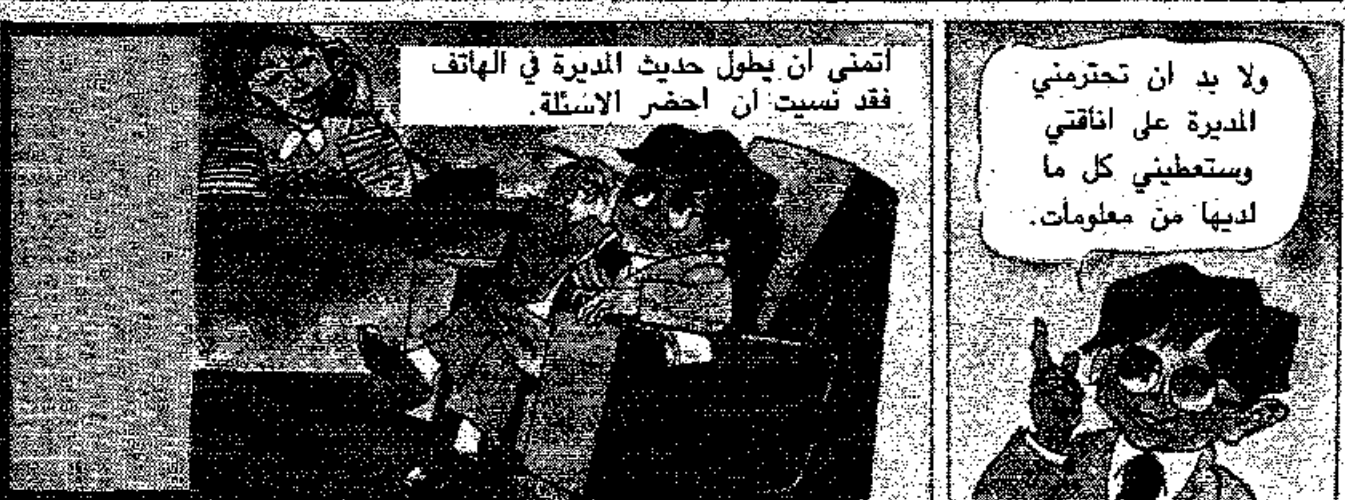 ولا بد ان تحترمني
المديرة على اناقتي
وستعطيني كل ما
لديها من معلومات.
اتمنى ان يطول حديث المديرة في الهاتف
فقد نسيت ان احضر الاسئلة.